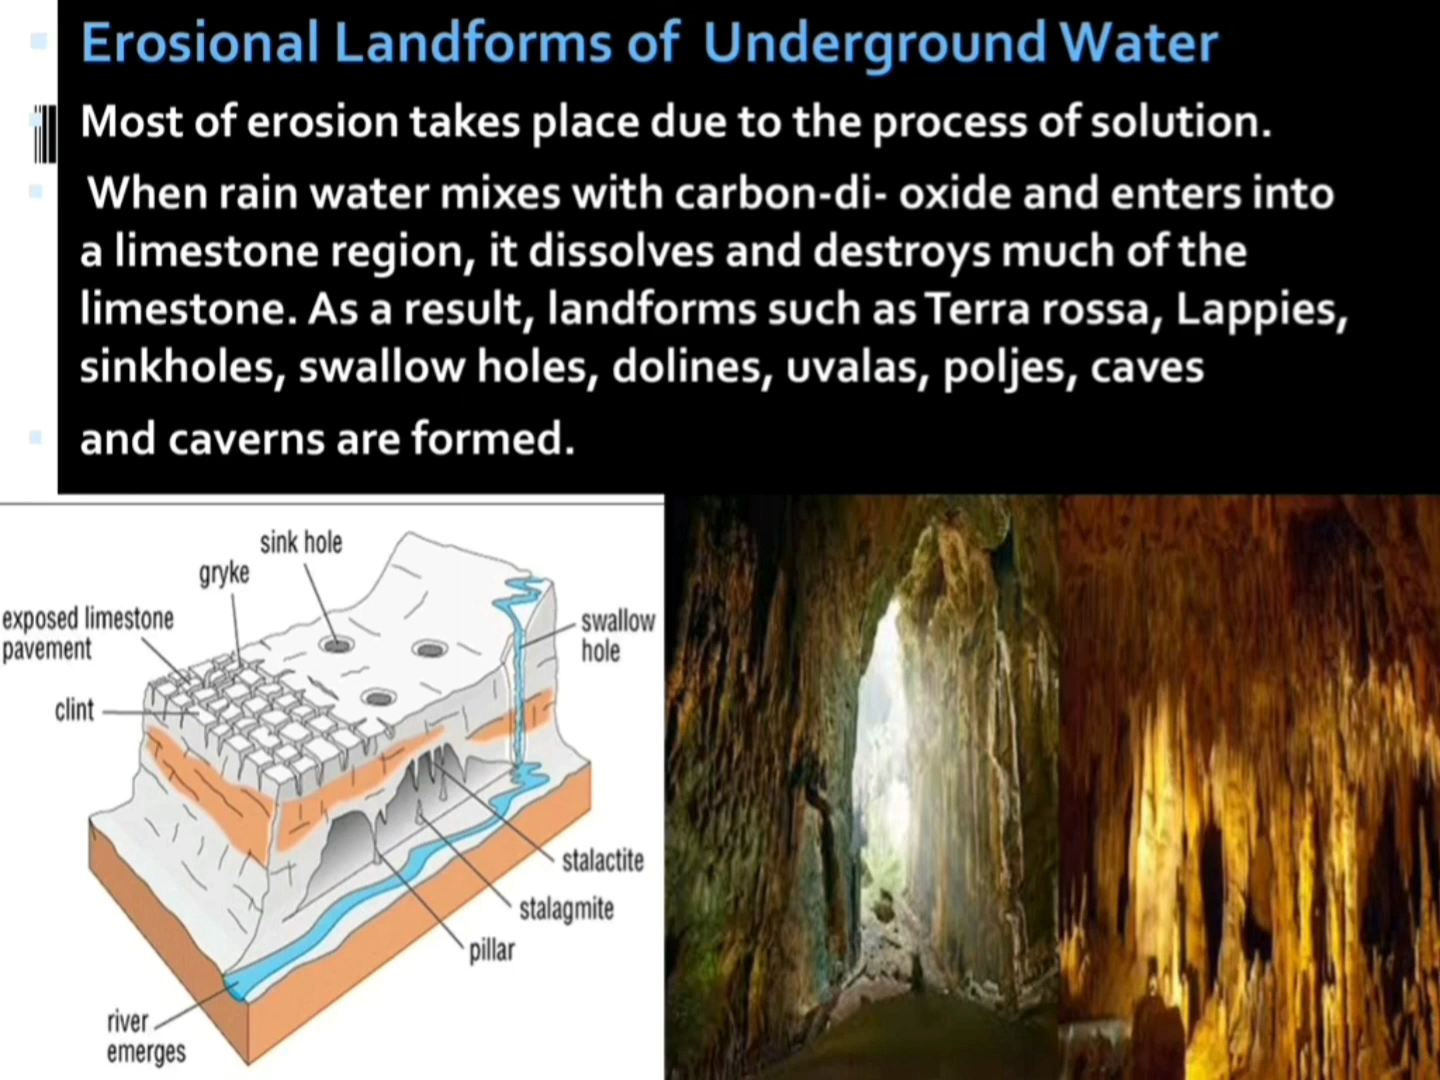 Erosional Landforms of Underground Water
Most of erosion takes place due to the process of solution.
When rain water mixes with carbon-di- oxide and enters into
a limestone region, it dissolves and destroys much of the
limestone. As a result, landforms such as Terra rossa, Lappies,
sinkholes, swallow holes, dolines, uvalas, poljes, caves
and caverns are formed.
sink hole
gryke
exposed limestone
pavement
clint
swallow
hole
stalactite
stalagmite
pillar
river
emerges